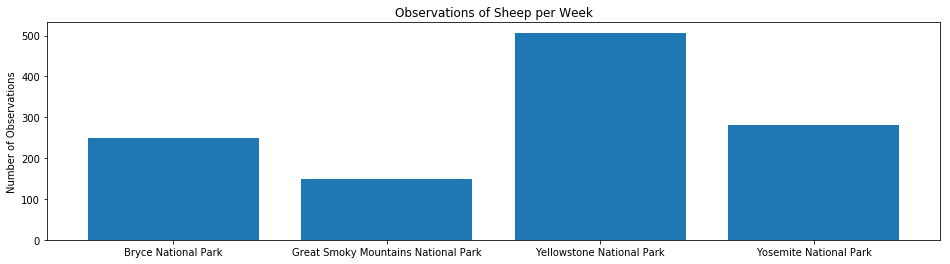 Observations of Sheep per Week
Number of Observations
500
400
300
200
100
0
Bryce National Park
Great Smoky Mountains National Park
Yellowstone National Park
Yosemite National Park